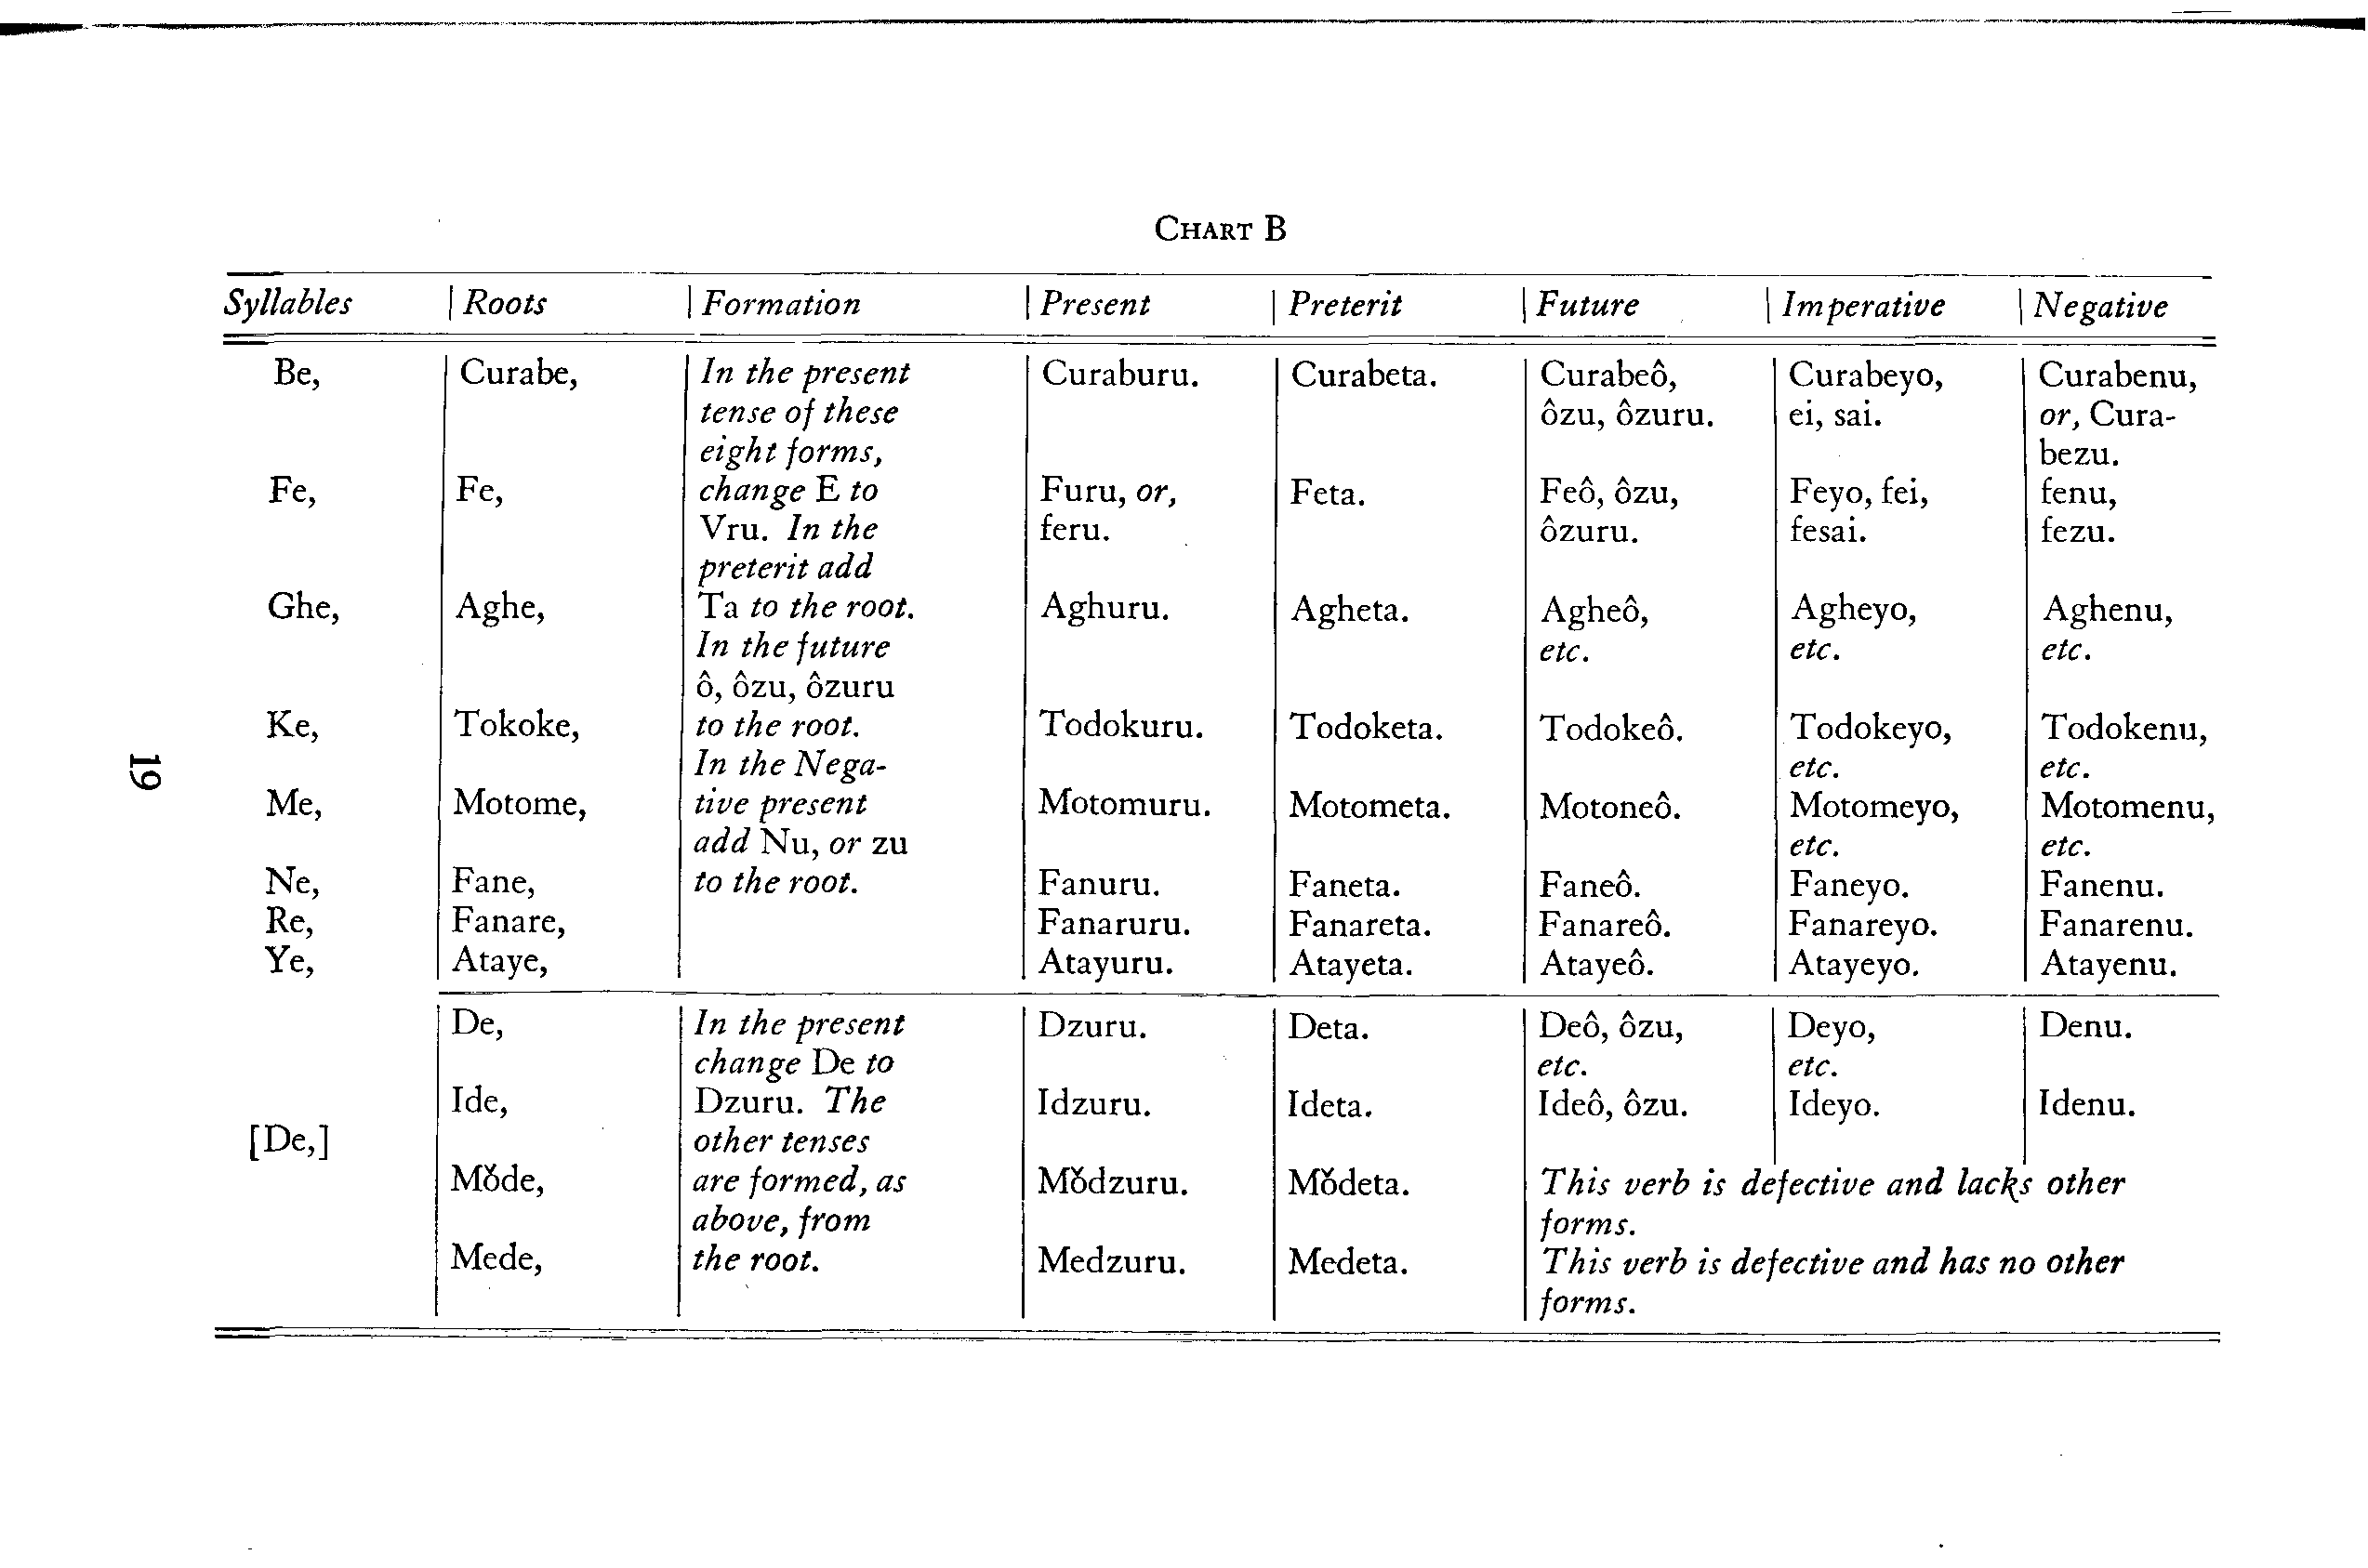 CHART B
Syllables | Roots | Formation | Present | Preterit | Future | Imperative | Negative
Be, Curabe, In the present Curaburu. Curabeta. Curabeô, Curabeyo, Curabenu,
tense of these ôzu, ôzuru. ei, sai. or, Cura-
eight forms, bezu.
Fe, Fe, change E to Furu, or, Feta. Feô, ôzu, Feyo, fei, fenu,
Vru. In the feru. ôzuru. fesai. fezu.
preterit add
Ghe, Aghe, Ta to the root. Aghuru. Agheta. Agheô, Agheyo, Aghenu,
In the future etc. etc. etc.
ô, ôzu, ôzuru
Ke, Tokoke, to the root. Todokuru. Todoketa. Todokeô. Todokeyo, Todokenu,
In the Nega- etc. etc.
Me, Motome, tive present Motomuru. Motometa. Motoneô. Motomeyo, Motomenu,
add Nu, or zu etc. etc.
Ne, Fane, to the root. Fanuru. Faneta. Faneô. Faneyo. Fanenu.
Re, Fanare, Fanaruru. Fanareta. Fanareô. Fanareyo. Fanarenu.
Ye, Ataye, Atayuru. Atayeta. Atayeô. Atayeyo. Atayenu.
De, In the present Dzuru. Deta. Deô, ôzu, Deyo, Denu.
change De to etc. etc.
Ide, Dzuru. The Idzuru. Ideta. Ideô, ôzu. Ideyo. Idenu.
[De,] other tenses
Mǒde, are formed, as Mǒdzuru. Mǒdeta. This verb is defective and lacks other
above, from forms.
Mede, the root. Medzuru. Medeta. This verb is defective and has no other
forms.
19